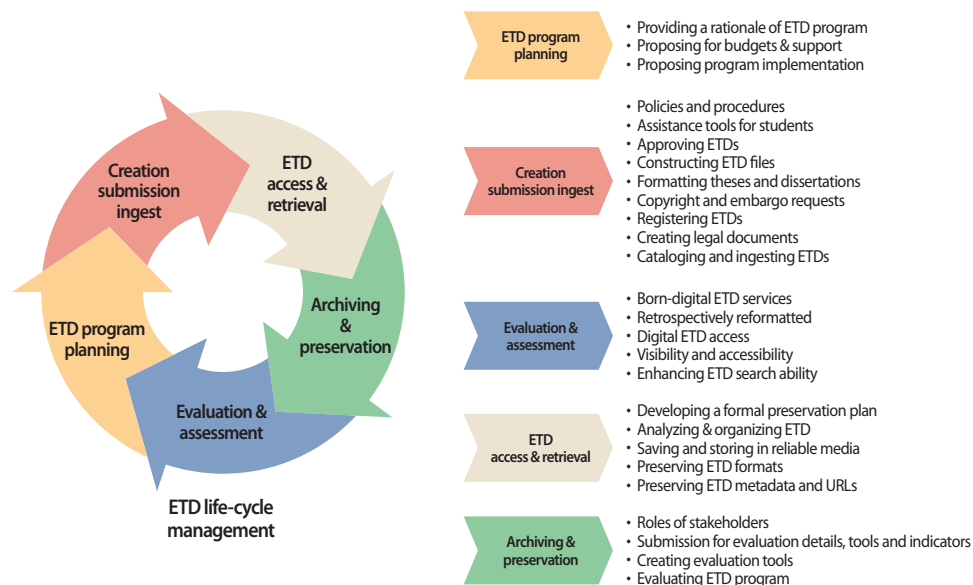 Creation
submission
ingest
ETD
access &
retrieval
Archiving
&
preservation
Evaluation &
assessment
ETD program
planning
ETD life-cycle
management
ETD program
planning
• Providing a rationale of ETD program
• Proposing for budgets & support
• Proposing program implementation
Creation
submission ingest
• Policies and procedures
• Assistance tools for students
• Approving ETDs
• Constructing ETD files
• Formatting theses and dissertations
• Copyright and embargo requests
• Registering ETDs
• Creating legal documents
• Cataloging and ingesting ETDs
Evaluation &
assessment
• Born-digital ETD services
• Retrospectively reformatted
• Digital ETD access
• Visibility and accessibility
• Enhancing ETD search ability
ETD
access & retrieval
• Developing a formal preservation plan
• Analyzing & organizing ETD
• Saving and storing in reliable media
• Preserving ETD formats
• Preserving ETD metadata and URLs
Archiving &
preservation
• Roles of stakeholders
• Submission for evaluation details, tools and indicators
• Creating evaluation tools
• Evaluating ETD program